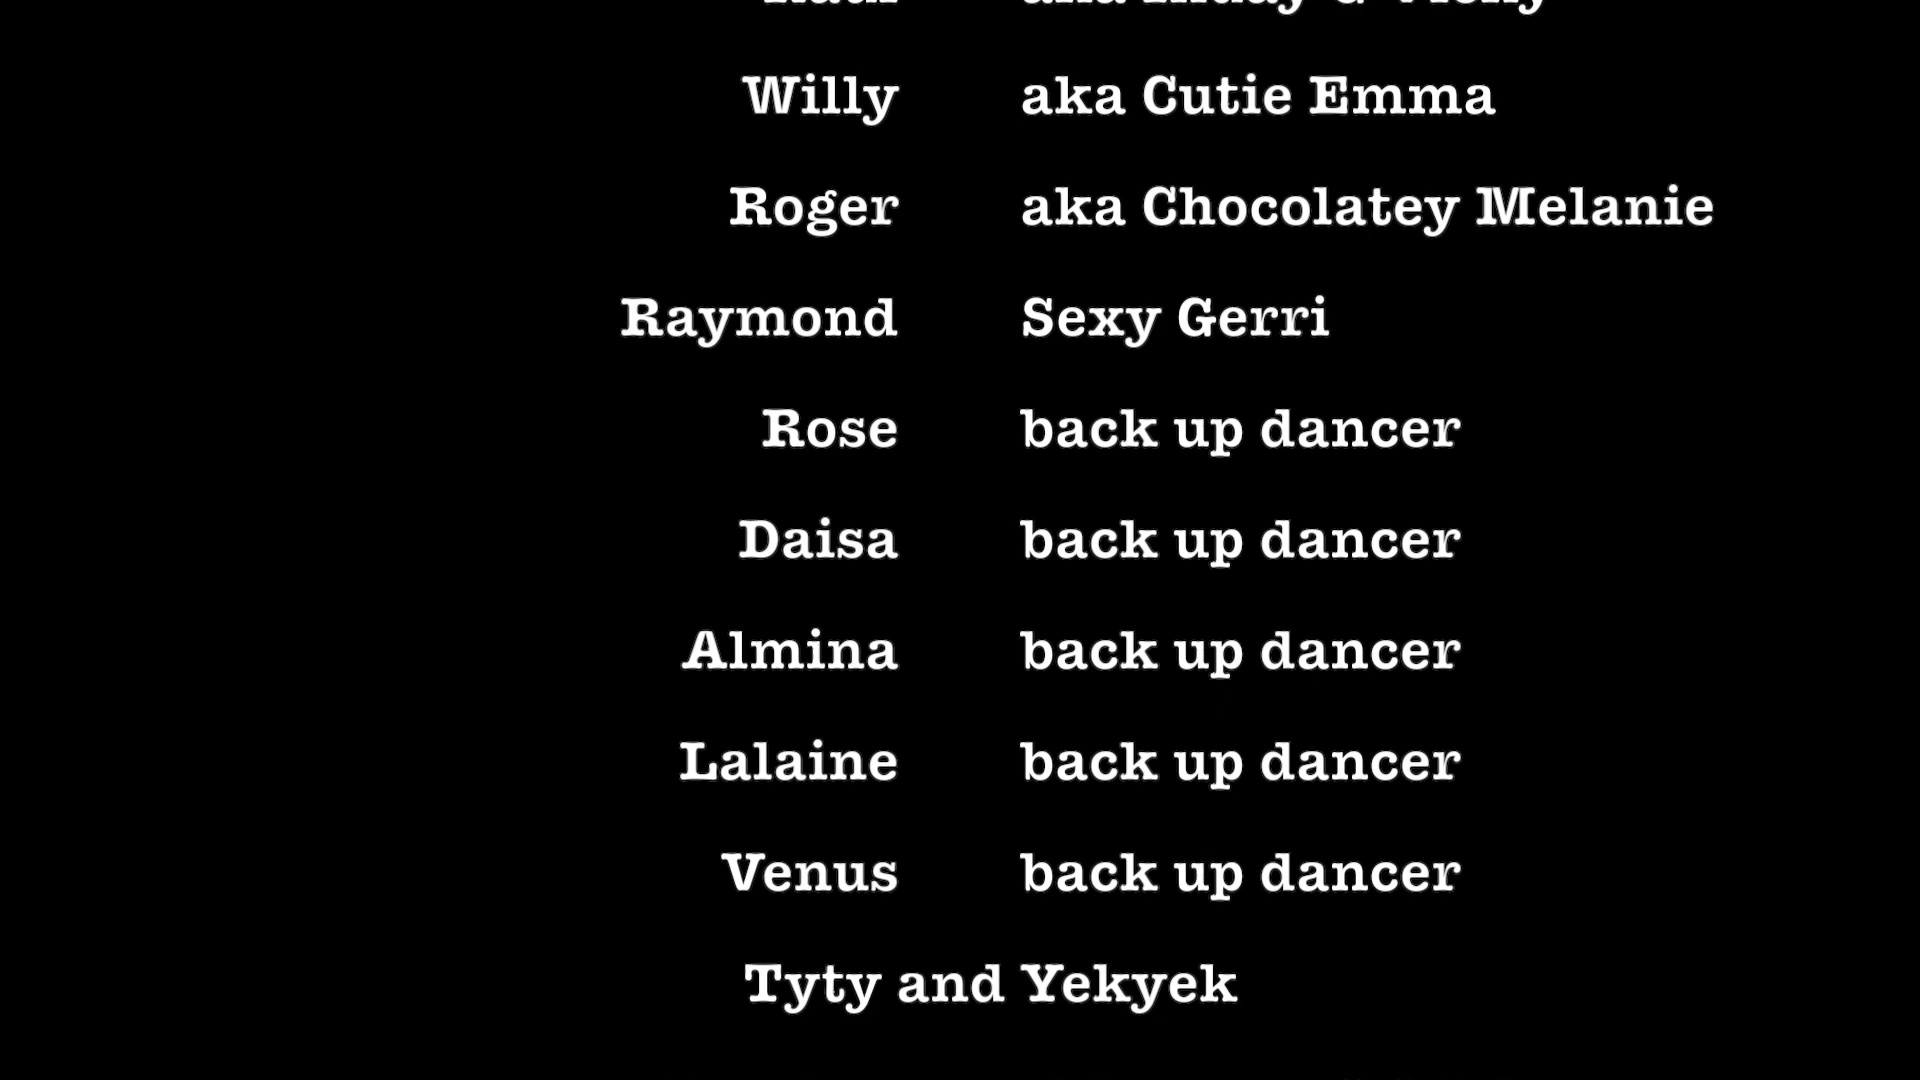 Willy aka Cutie Emma
Roger aka Chocolatey Melanie
Raymond Sexy Gerri
Rose back up dancer
Daisa back up dancer
Almina back up dancer
Lalaine back up dancer
Venus back up dancer
Tyty and Yekyek